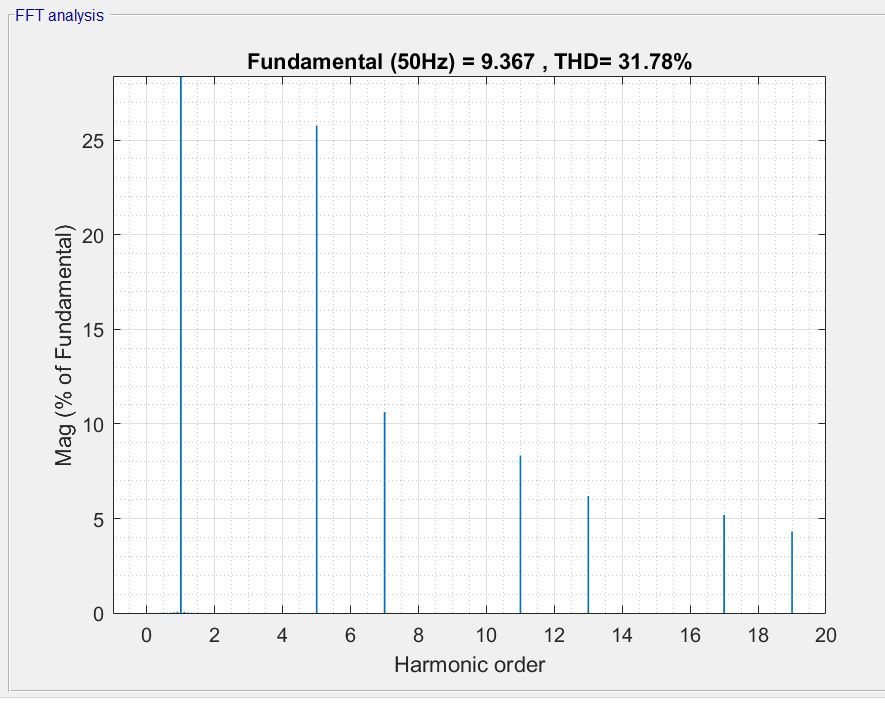 FFT analysis
Fundamental (50Hz) = 9.367 , THD= 31.78%
Mag (% of Fundamental)
25
20
15
10
5
0
0 2 4 6 8 10 12 14 16 18 20
Harmonic order